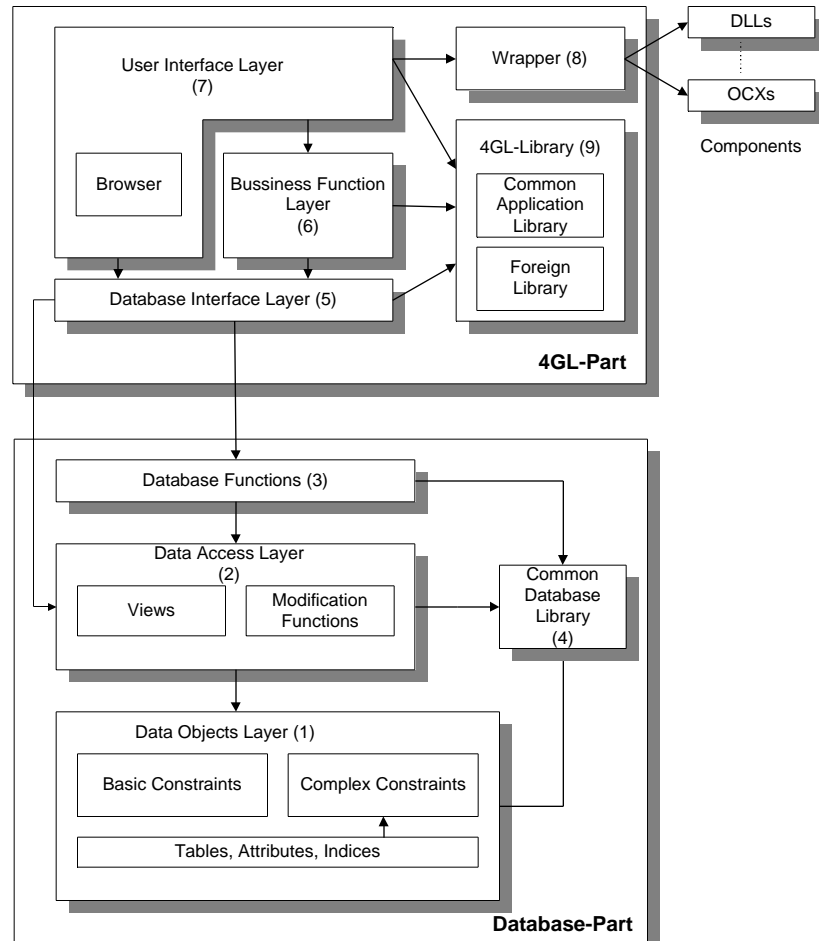 User Interface Layer
(7)
Wrapper (8)
DLLs
OCXs
Components
4GL-Library (9)
Browser
Bussiness Function
Layer
(6)
Common
Application
Library
Foreign
Library
Database Interface Layer (5)
4GL-Part
Database Functions (3)
Data Access Layer
(2)
Views
Modification
Functions
Common
Database
Library
(4)
Data Objects Layer (1)
Basic Constraints
Complex Constraints
Tables, Attributes, Indices
Database-Part